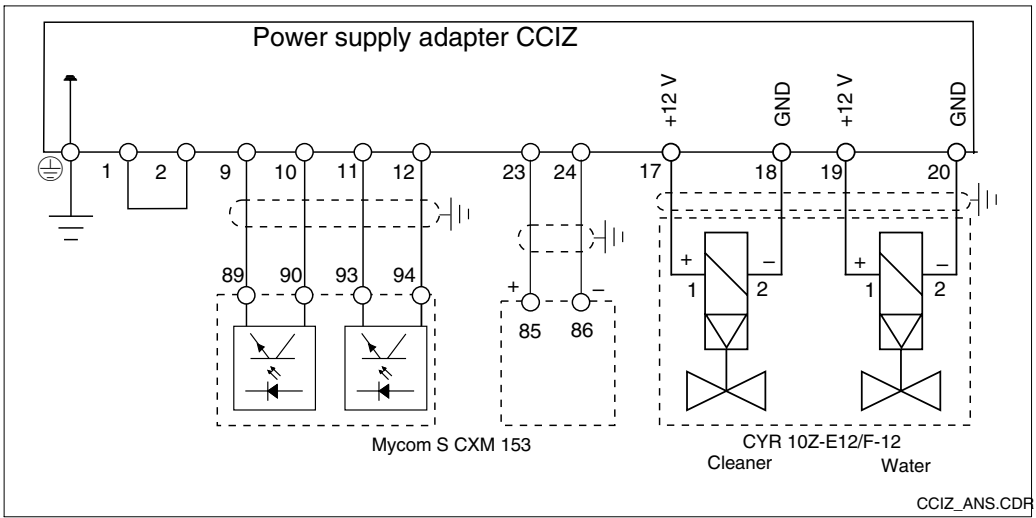 Power supply adapter CCIZ
+12 V GND +12 V GND
1 2 9 10 11 12 23 24 17 18 19 20
89 90 93 94
+ – + –
1 2 1 2
+ –
85 86
Mycom S CXM 153
CYR 10Z-E12/F-12
Cleaner Water
CCIZ_ANS.CDR